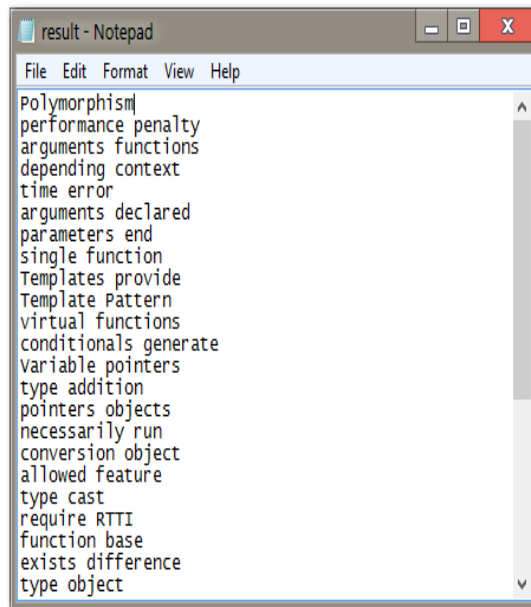 result - Notepad
File Edit Format View Help
Polymorphism
performance penalty
arguments functions
depending context
time error
arguments declared
parameters end
single function
Templates provide
Template Pattern
virtual functions
conditionals generate
Variable pointers
type addition
pointers objects
necessarily run
conversion object
allowed feature
type cast
require RTTI
function base
exists difference
type object